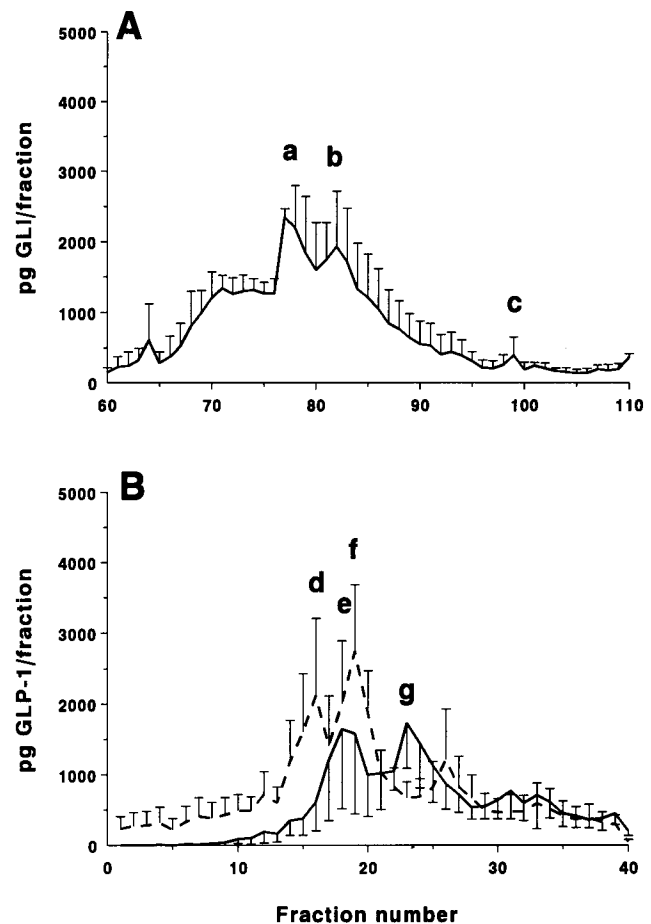 A
pg GLI/fraction
5000
4000
3000
2000
1000
0
a
b
c
60 70 80 90 100 110
B
pg GLP-1/fraction
5000
4000
3000
2000
1000
0
d
e
f
g
0 10 20 30 40
Fraction number